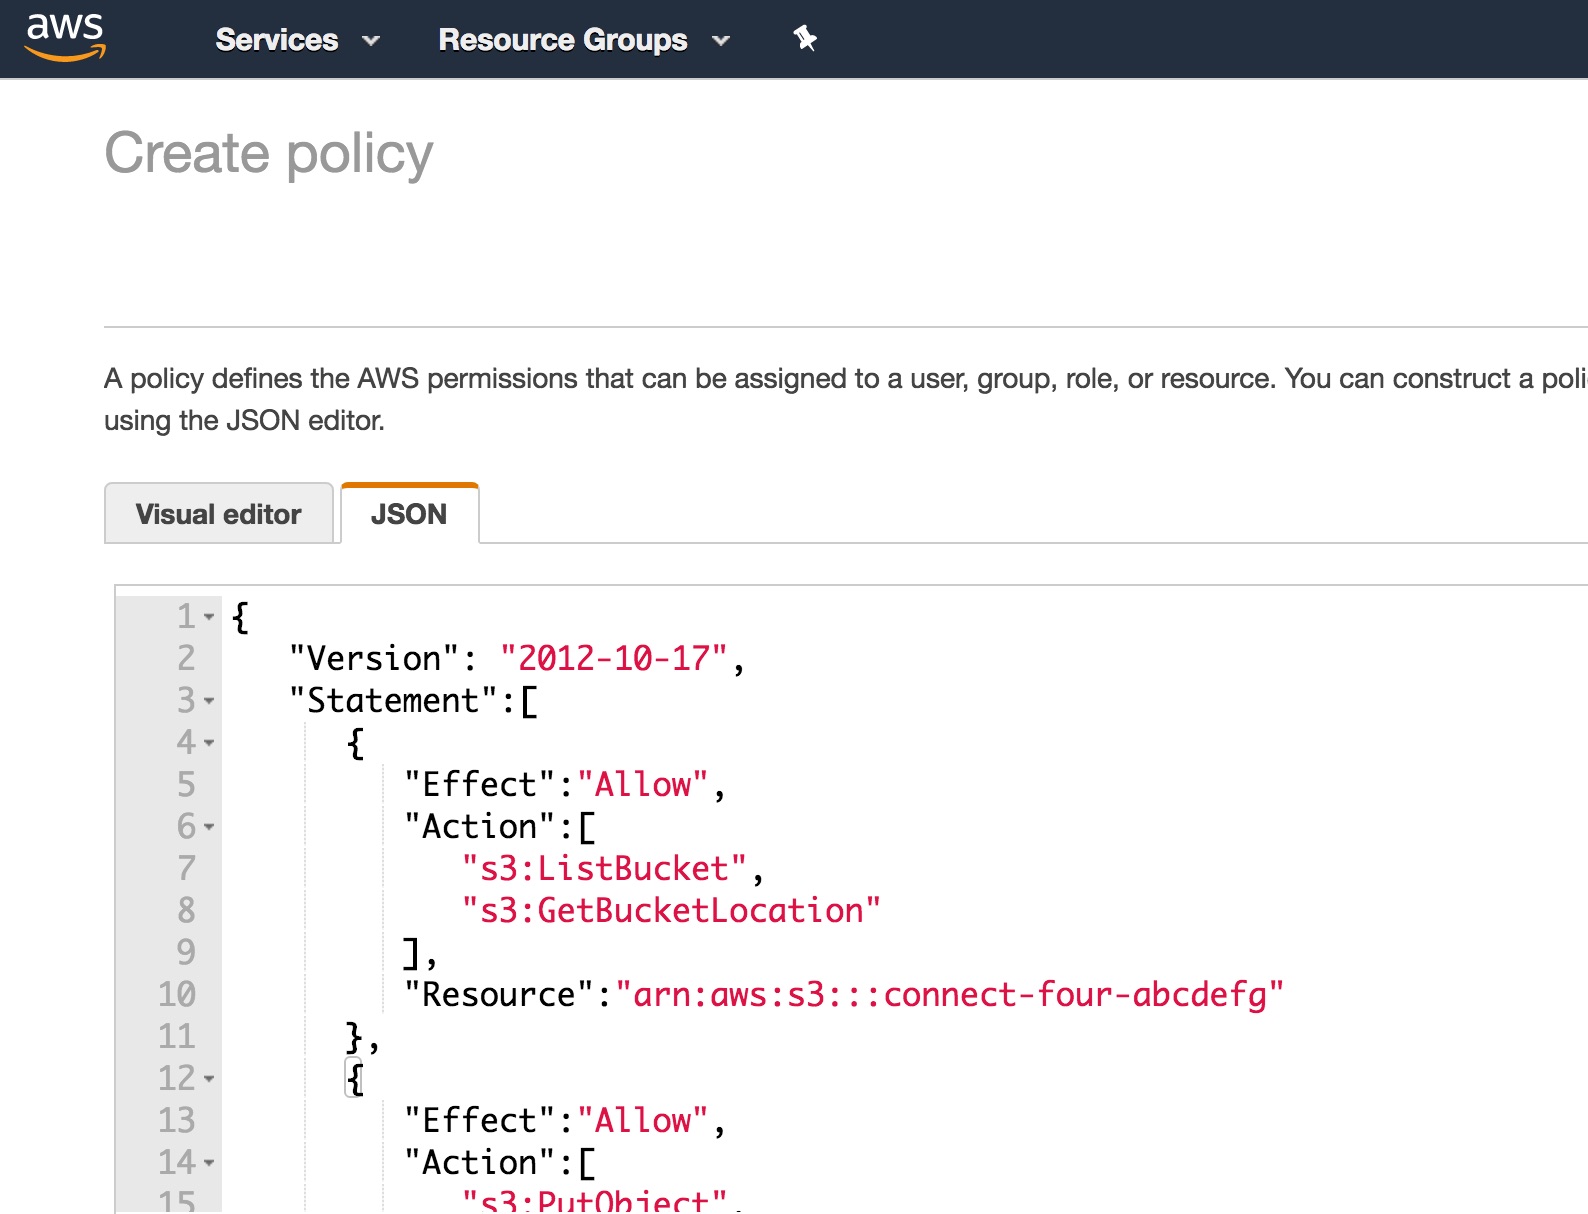 aws
Services
Resource Groups
Create policy
A policy defines the AWS permissions that can be assigned to a user, group, role, or resource. You can construct a
using the JSON editor.
Visual editor
JSON
1 {
2 "Version": "2012-10-17",
3 "Statement":[
4 {
5 "Effect":"Allow",
6 "Action":[
7 "s3:ListBucket",
8 "s3:GetBucketLocation"
9 ],
10 "Resource":"arn:aws:s3:::connect-four-abcdefg"
11 },
12 {
13 "Effect":"Allow",
14 "Action":[
15 "s3:PutObject",